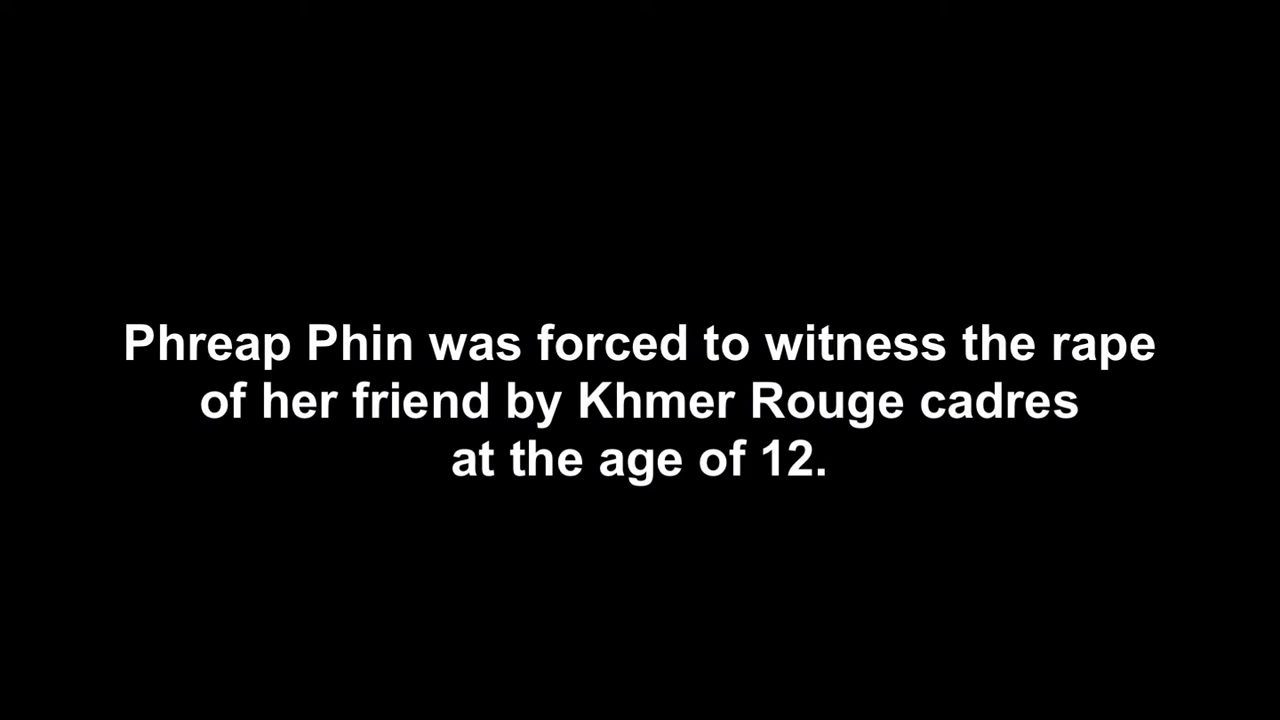 Phreap Phin was forced to witness the rape
of her friend by Khmer Rouge cadres
at the age of 12.